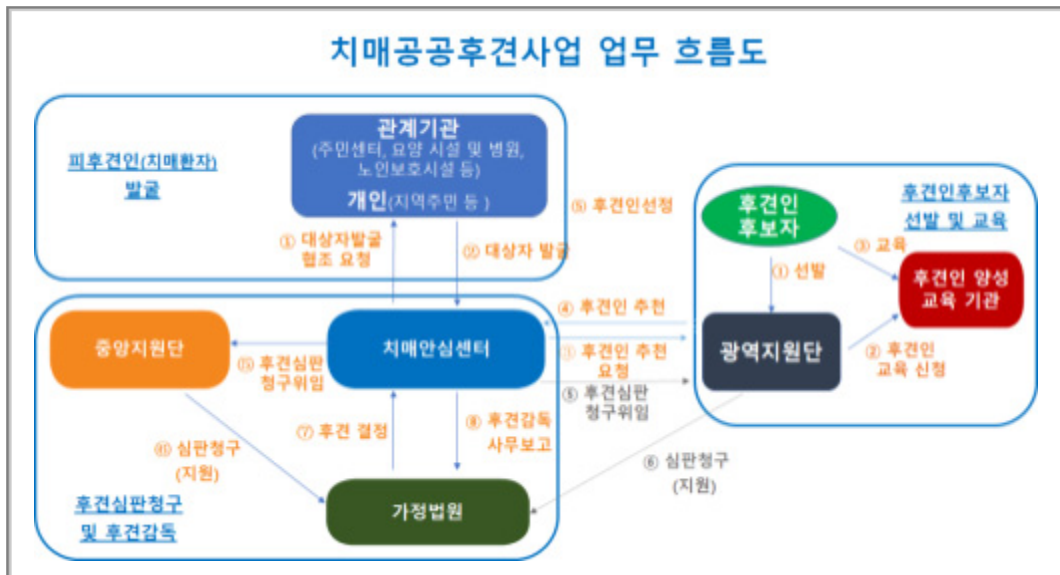 치매공공후견사업 업무 흐름도
피후견인(치매환자)
발굴
관계기관
(주민센터, 요양 시설 및 병원,
노인보호시설 등)
개인(지역주민 등 )
① 대상자발굴
협조 요청
② 대상자 발굴
⑤ 후견인선정
후견인후보자
선발 및 교육
후견인
후보자
① 선발
③ 교육
후견인 양성
교육 기관
② 후견인
교육 신청
광역지원단
④ 후견인 추천
후견인 추천
요청
⑤ 후견심판
청구위임
⑥ 심판청구
(지원)
중앙지원단
치매안심센터
후견심판
청구위임
심판청구
(지원)
⑦ 후견 결정
⑧ 후견감독
사무보고
가정법원
후견심판청구
및 후견감독